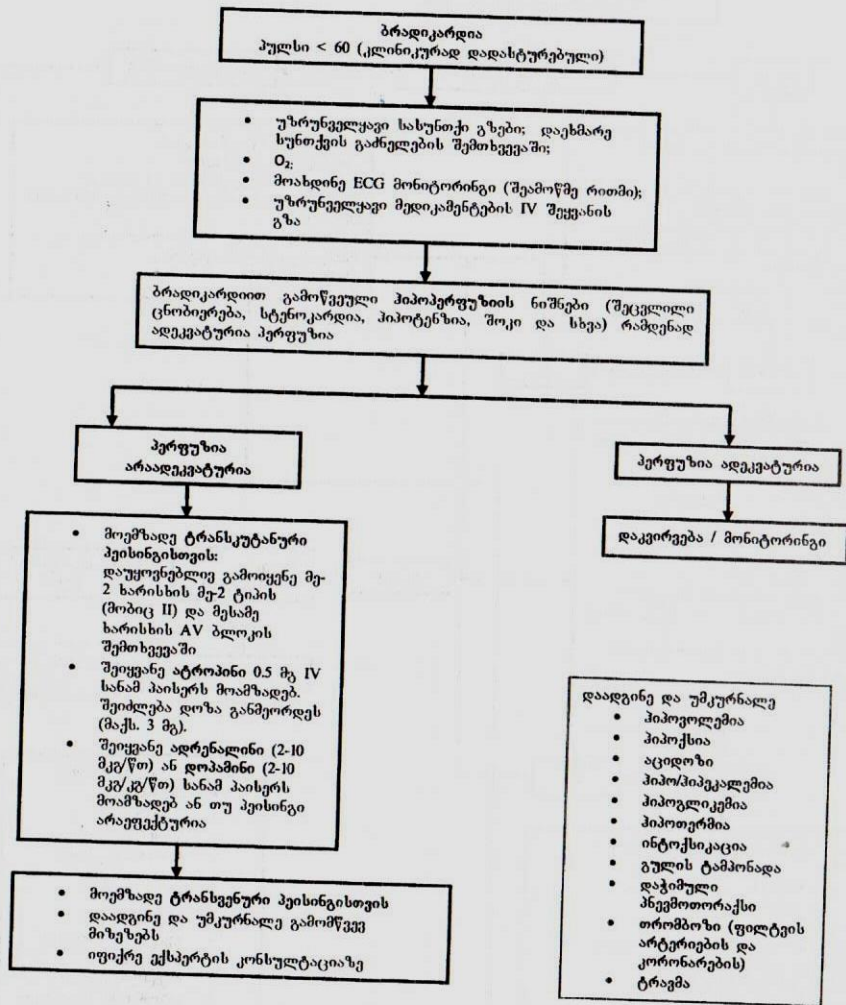 ბრადიკარდია
პულსი < 60 (კლინიკურად დადასტურებული)
• უზრუნველყავი სასუნთქი გზები; დაეხმარე
სუნთქვის გაძნელების შემთხვევაში;
• O₂;
• მოახდინე ECG მონიტორინგი (შეამოწმე რითმი);
• უზრუნველყავი მედიკამენტების IV შეყვანის
გზა
ბრადიკარდიით გამოწვეული ჰიპოპერფუზიის ნიშნები (შეცვლილი
ცნობიერება, სტენოკარდია, ჰიპოტენზია, შოკი და სხვა) რამდენად
ადეკვატურია პერფუზია
პერფუზია
არაადეკვატურია
• მოემზადე ტრანსკუტანური
პეისინგისთვის:
დაუყოვნებლივ გამოიყენე მე-
2 ხარისხის მე-2 ტიპის
(მობიც II) და მესამე
ხარისხის AV ბლოკის
შემთხვევაში
• შეიყვანე ატროპინი 0.5 მგ IV
სანამ პაისერს მოამზადებ.
შეიძლება დოზა განმეორდეს
(მაქს. 3 მგ).
• შეიყვანე ადრენალინი (2-10
მკგ/წთ) ან დოპამინი (2-10
მკგ/კგ/წთ) სანამ პაისერს
მოამზადებ ან თუ პეისინგი
არაეფექტურია
• მოემზადე ტრანსვენური პეისინგისთვის
• დაადგინე და უმკურნალე გამომწვევ
მიზეზებს
• იფიქრე ექსპერტის კონსულტაციაზე
პერფუზია ადეკვატურია
დაკვირვება / მონიტორინგი
დაადგინე და უმკურნალე
• ჰიპოვოლემია
• ჰიპოქსია
• აციდოზი
• ჰიპო/ჰიპეკალემია
• ჰიპოგლიკემია
• ჰიპოთერმია
• ინტოქსიკაცია
• გულის ტამპონადა
• დაჭიმული
პნევმოთორაქსი
• თრომბოზი (ფილტვის
არტერიების და
კორონარების)
• ტრავმა